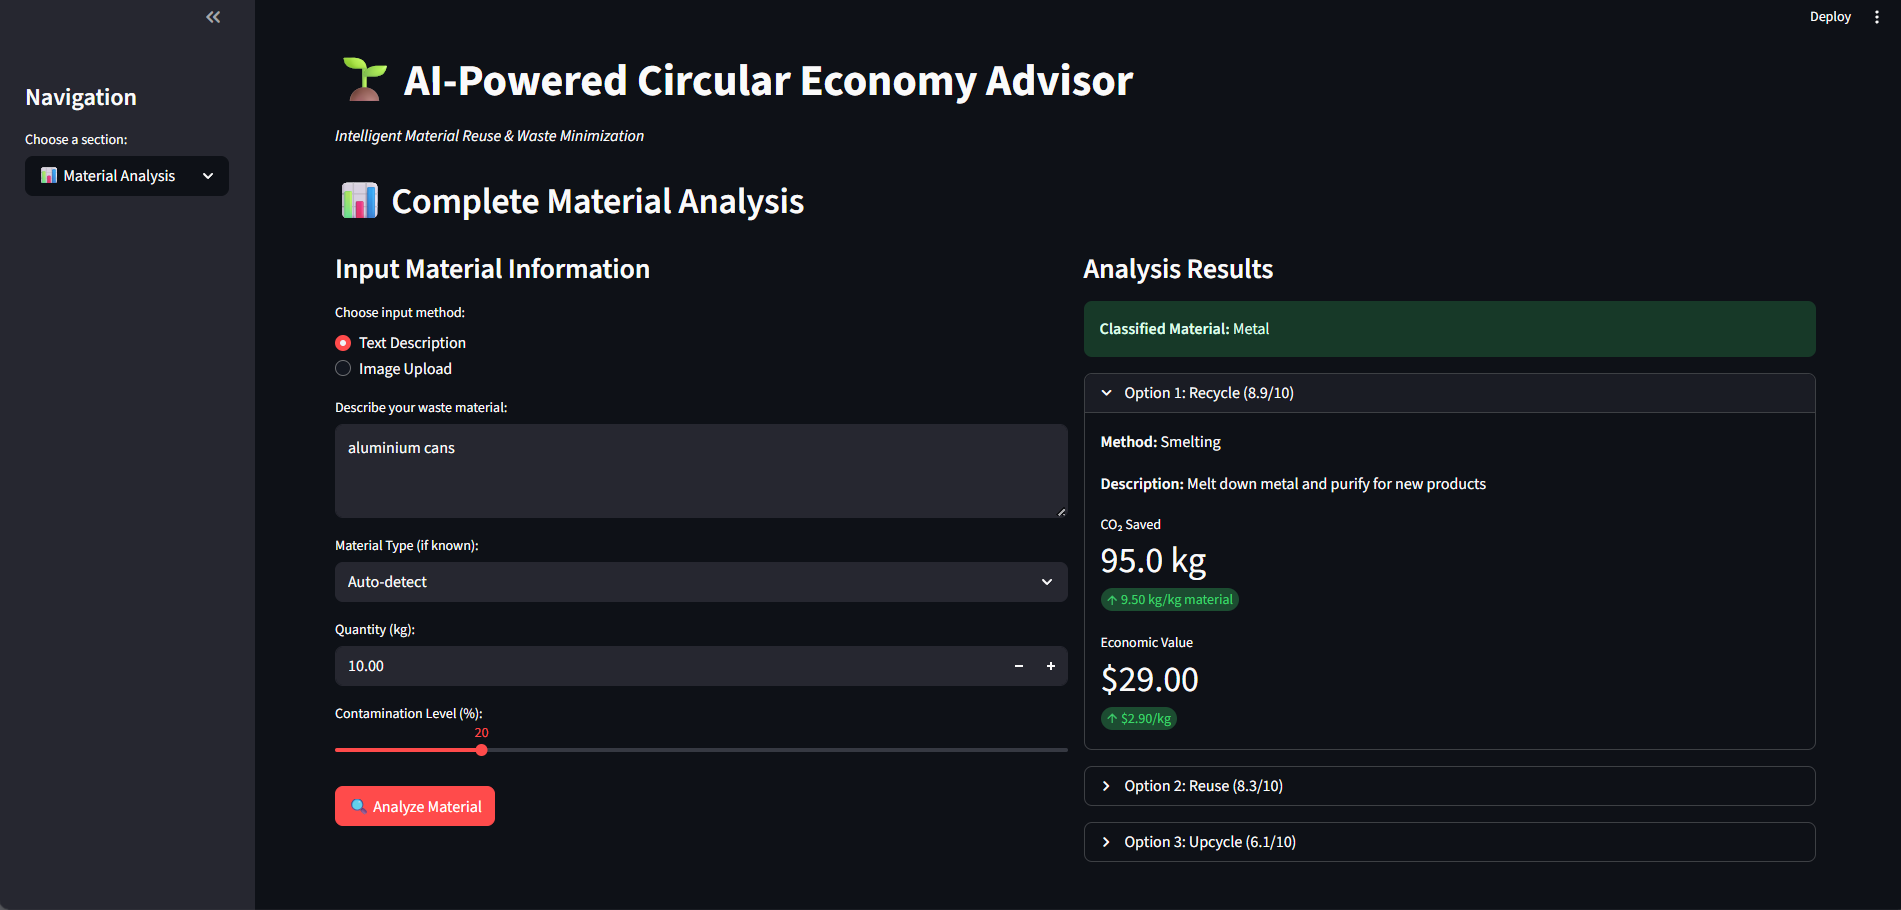 Deploy
Navigation
Choose a section:
Material Analysis
AI-Powered Circular Economy Advisor
Intelligent Material Reuse & Waste Minimization
Complete Material Analysis
Input Material Information
Choose input method:
Text Description
Image Upload
Describe your waste material:
aluminium cans
Material Type (if known):
Auto-detect
Quantity (kg):
10.00
Contamination Level (%):
20
Analyze Material
Analysis Results
Classified Material: Metal
Option 1: Recycle (8.9/10)
Method: Smelting
Description: Melt down metal and purify for new products
CO₂ Saved
95.0 kg
↑ 9.50 kg/kg material
Economic Value
$29.00
↑ $2.90/kg
Option 2: Reuse (8.3/10)
Option 3: Upcycle (6.1/10)